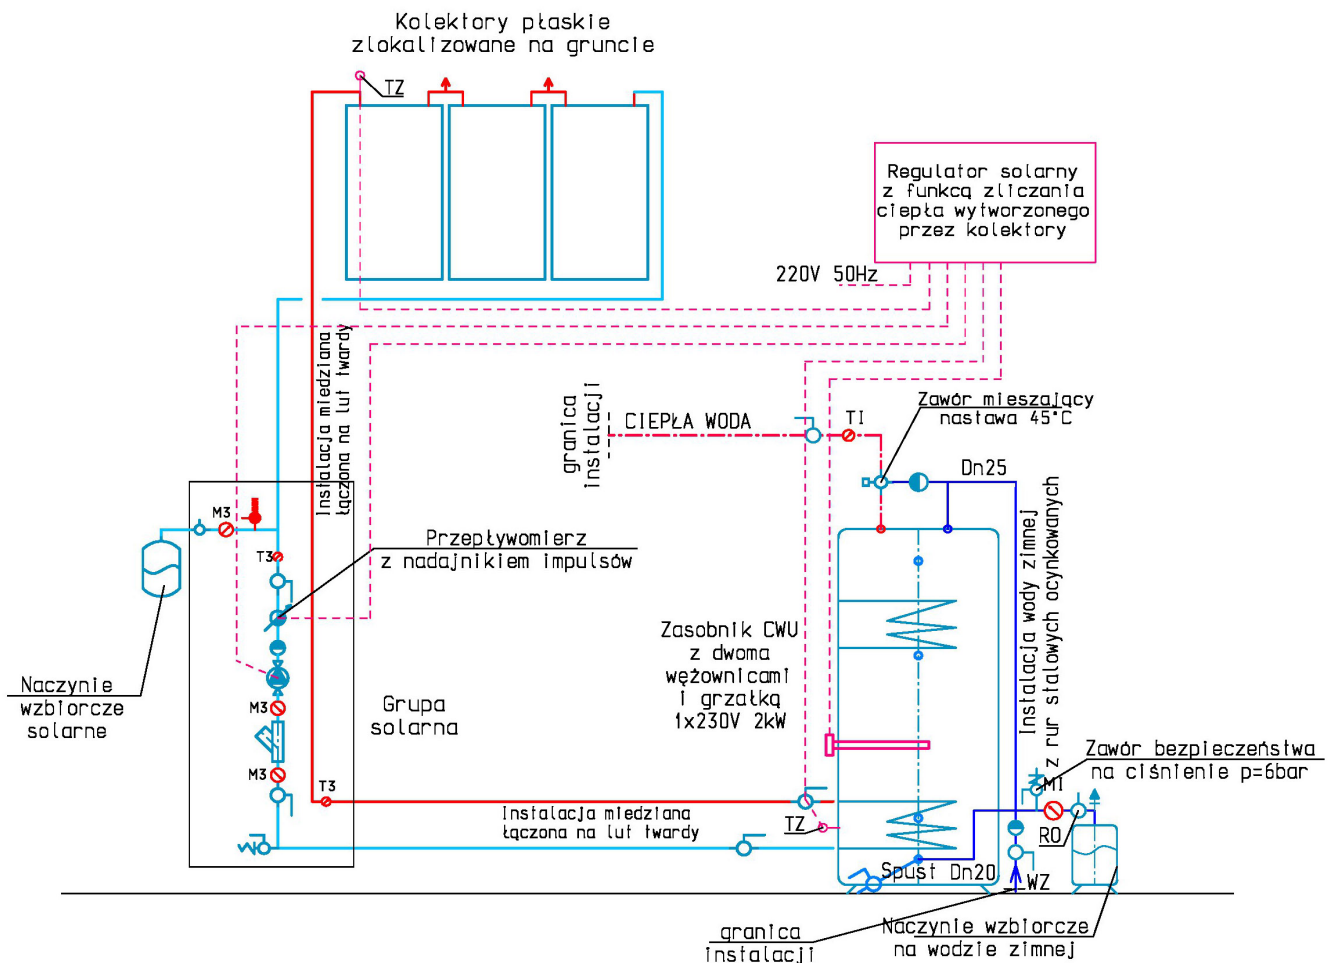 Kolektory płaskie
zlokalizowane na gruncie
TZ
Regulator solarny
z funkcą zliczania
ciepła wytworzonego
przez kolektory
220V 50Hz
Instalacja miedziana
łączona na lut twardy
granica
instalacji
CIEPŁA WODA
TI
Zawór mieszający
nastawa 45°C
Dn25
M3
T3
Przepływomierz
z nadajnikiem impulsów
Instalacja wody zimnej
z rur stalowych ocynkowanych
Zasobnik CWU
z dwoma
wężownicami
i grzałką
1x230V 2kW
Naczynie
wzbiorcze
solarne
M3
Grupa
solarna
M3
T3
Zawór bezpieczeństwa
na ciśnienie p=6bar
MI
Instalacja miedziana
łączona na lut twardy
TZ
RO
Spust Dn20
WZ
granica
instalacji
Naczynie wzbiorcze
na wodzie zimnej